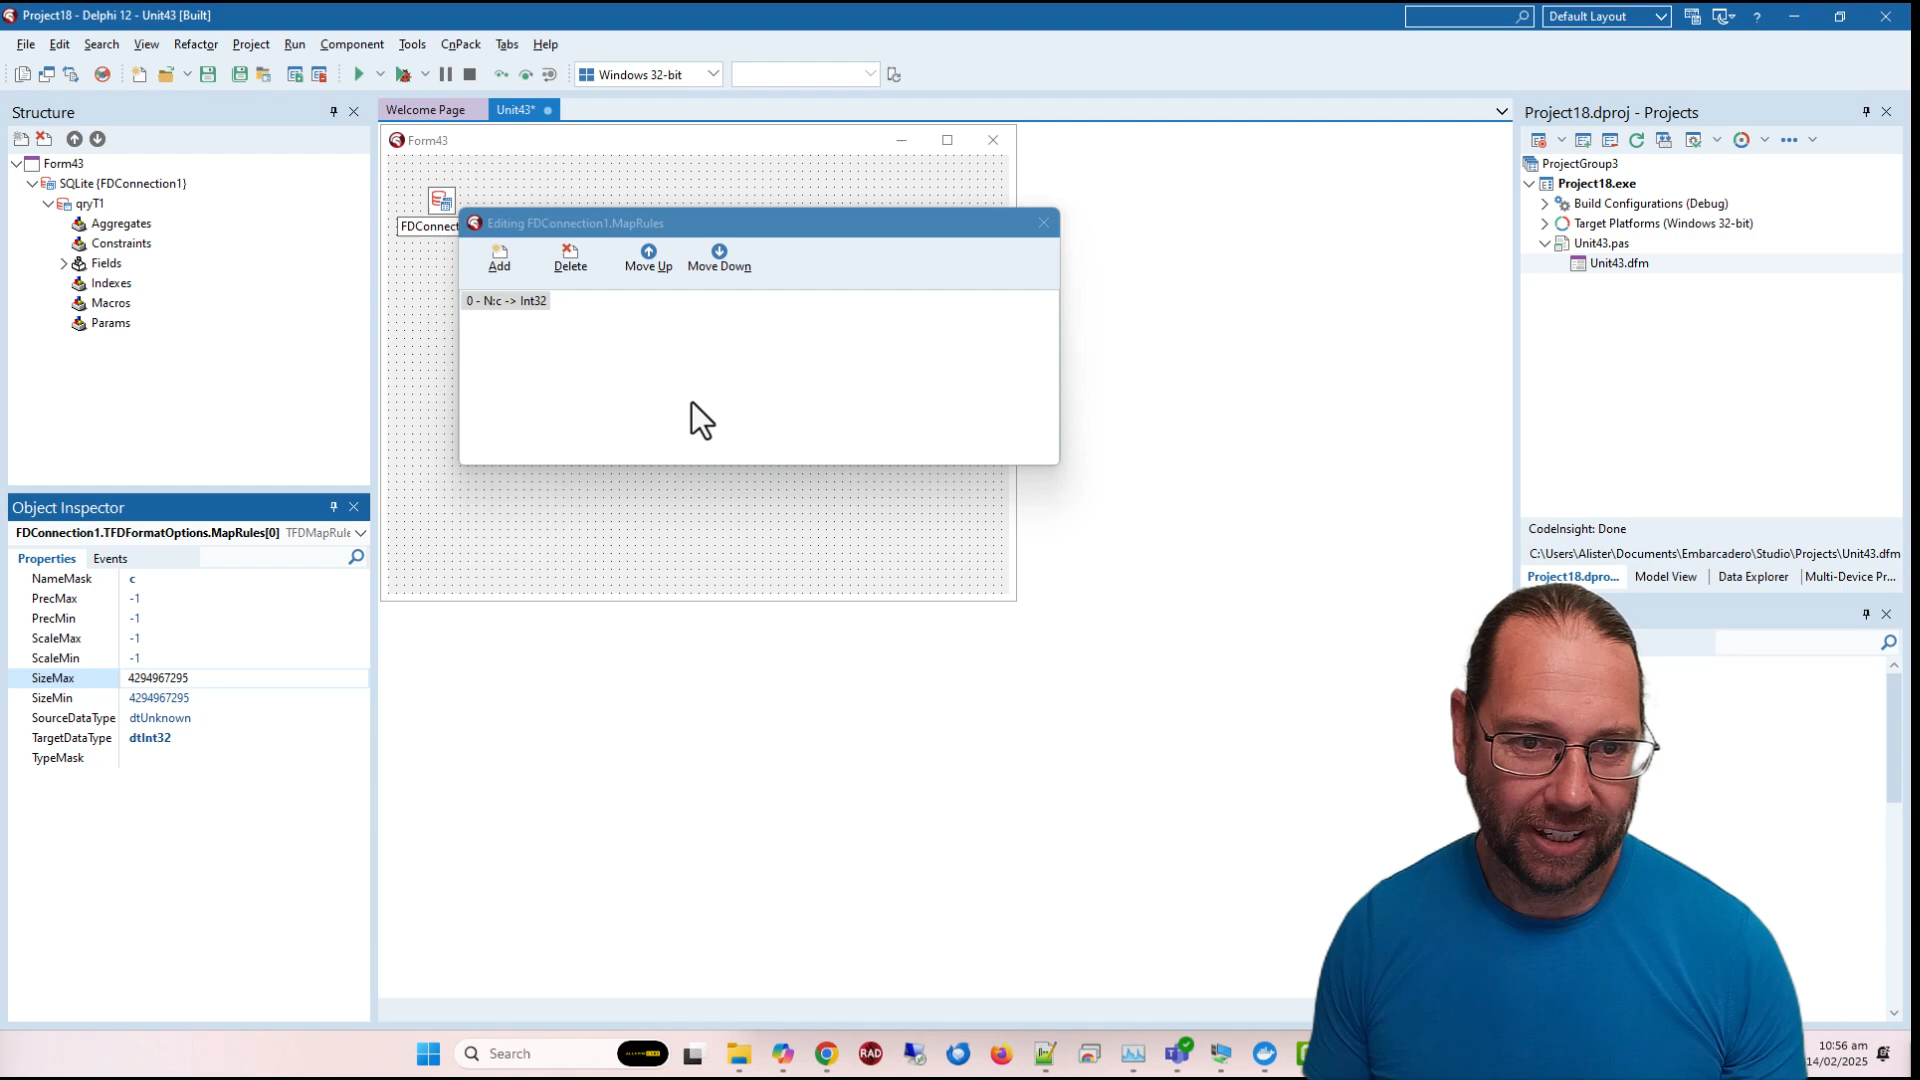 Project18 - Delphi 12 - Unit43 [Built]
Default Layout
File Edit Search View Refactor Project Run Component Tools CnPack Tabs Help
Windows 32-bit
Structure
Form43
SQLite {FDConnection1}
qryT1
Aggregates
Constraints
Fields
Indexes
Macros
Params
Welcome Page
Unit43*
Form43
FDConnect
Editing FDConnection1.MapRules
Add
Delete
Move Up
Move Down
0 - N:c -> Int32
Object Inspector
FDConnection1.TFDFormatOptions.MapRules[0] TFDMapRule
Properties Events
NameMask c
PrecMax -1
PrecMin -1
ScaleMax -1
ScaleMin -1
SizeMax 4294967295
SizeMin 4294967295
SourceDataType dtUnknown
TargetDataType dtInt32
TypeMask
Project18.dproj - Projects
ProjectGroup3
Project18.exe
Build Configurations (Debug)
Target Platforms (Windows 32-bit)
Unit43.pas
Unit43.dfm
CodeInsight: Done
C:\Users\Alister\Documents\Embarcadero\Studio\Projects\Unit43.dfm
Project18.dpro... Model View Data Explorer Multi-Device Pr...
Search
RAD
10:56 am
14/02/2025